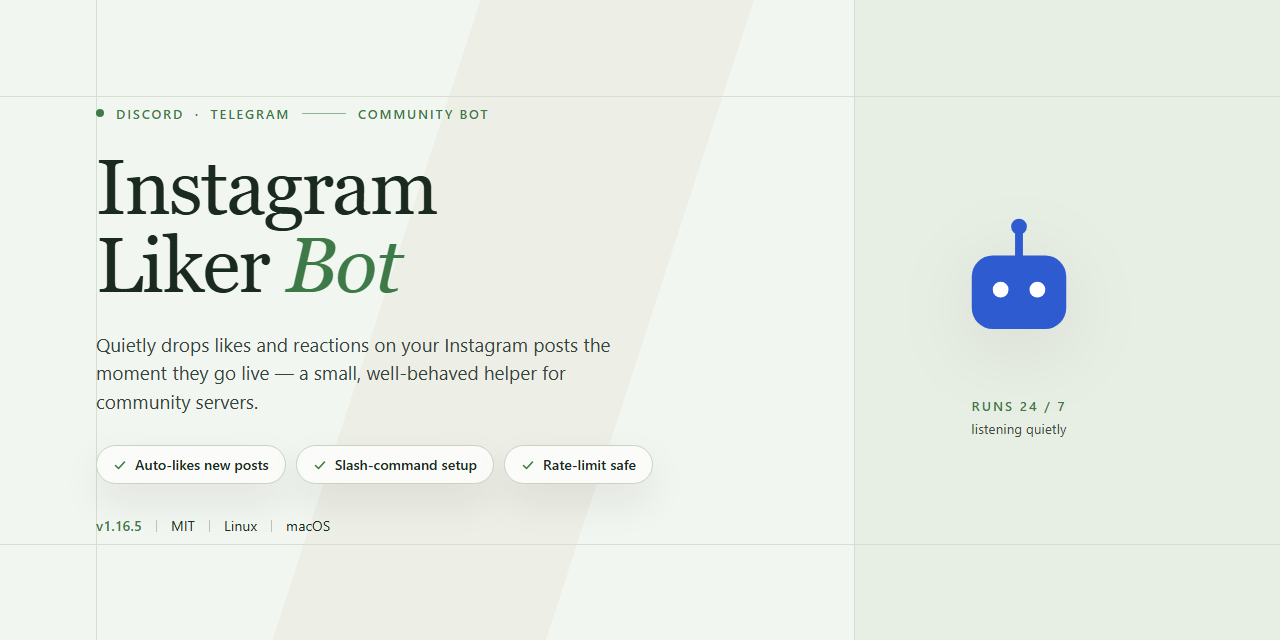 DISCORD · TELEGRAM COMMUNITY BOT
Instagram
Liker Bot
Quietly drops likes and reactions on your Instagram posts the
moment they go live — a small, well-behaved helper for
community servers.
Auto-likes new posts
Slash-command setup
Rate-limit safe
v1.16.5 MIT Linux macOS
RUNS 24 / 7
listening quietly